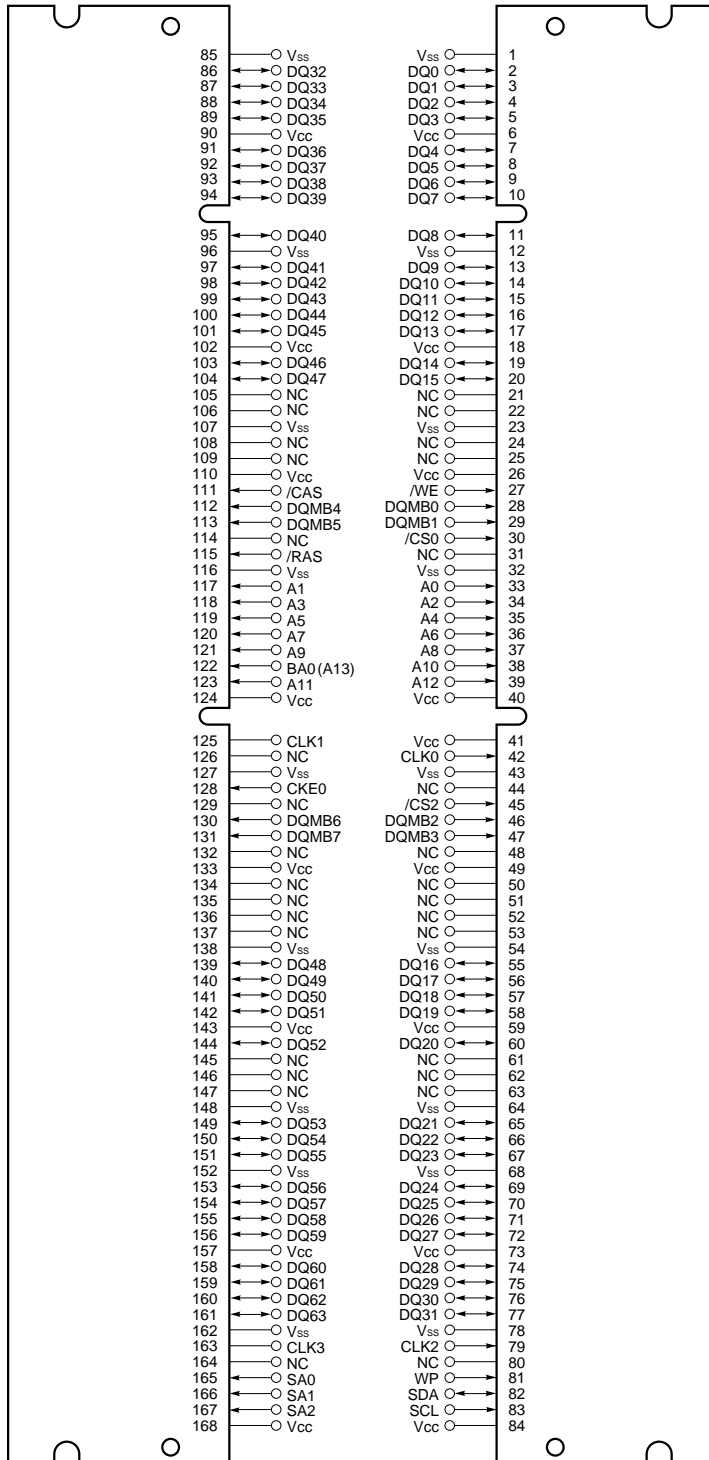 85 Vss Vss 1
86 DQ32 DQ0 2
87 DQ33 DQ1 3
88 DQ34 DQ2 4
89 DQ35 DQ3 5
90 Vcc Vcc 6
91 DQ36 DQ4 7
92 DQ37 DQ5 8
93 DQ38 DQ6 9
94 DQ39 DQ7 10
95 DQ40 DQ8 11
96 Vss Vss 12
97 DQ41 DQ9 13
98 DQ42 DQ10 14
99 DQ43 DQ11 15
100 DQ44 DQ12 16
101 DQ45 DQ13 17
102 Vcc Vcc 18
103 DQ46 DQ14 19
104 DQ47 DQ15 20
105 NC NC 21
106 NC NC 22
107 Vss Vss 23
108 NC NC 24
109 NC NC 25
110 Vcc Vcc 26
111 /CAS /WE 27
112 DQMB4 DQMB0 28
113 DQMB5 DQMB1 29
114 NC /CS0 30
115 /RAS NC 31
116 Vss Vss 32
117 A1 A0 33
118 A3 A2 34
119 A5 A4 35
120 A7 A6 36
121 A9 A8 37
122 BA0 (A13) A10 38
123 A11 A12 39
124 Vcc Vcc 40
125 CLK1 Vcc 41
126 NC CLK0 42
127 Vss Vss 43
128 CKE0 NC 44
129 NC /CS2 45
130 DQMB6 DQMB2 46
131 DQMB7 DQMB3 47
132 NC NC 48
133 Vcc Vcc 49
134 NC NC 50
135 NC NC 51
136 NC NC 52
137 NC NC 53
138 Vss Vss 54
139 DQ48 DQ16 55
140 DQ49 DQ17 56
141 DQ50 DQ18 57
142 DQ51 DQ19 58
143 Vcc Vcc 59
144 DQ52 DQ20 60
145 NC NC 61
146 NC NC 62
147 NC NC 63
148 Vss Vss 64
149 DQ53 DQ21 65
150 DQ54 DQ22 66
151 DQ55 DQ23 67
152 Vss Vss 68
153 DQ56 DQ24 69
154 DQ57 DQ25 70
155 DQ58 DQ26 71
156 DQ59 DQ27 72
157 Vcc Vcc 73
158 DQ60 DQ28 74
159 DQ61 DQ29 75
160 DQ62 DQ30 76
161 DQ63 DQ31 77
162 Vss Vss 78
163 CLK3 CLK2 79
164 NC NC 80
165 SA0 WP 81
166 SA1 SDA 82
167 SA2 SCL 83
168 Vcc Vcc 84